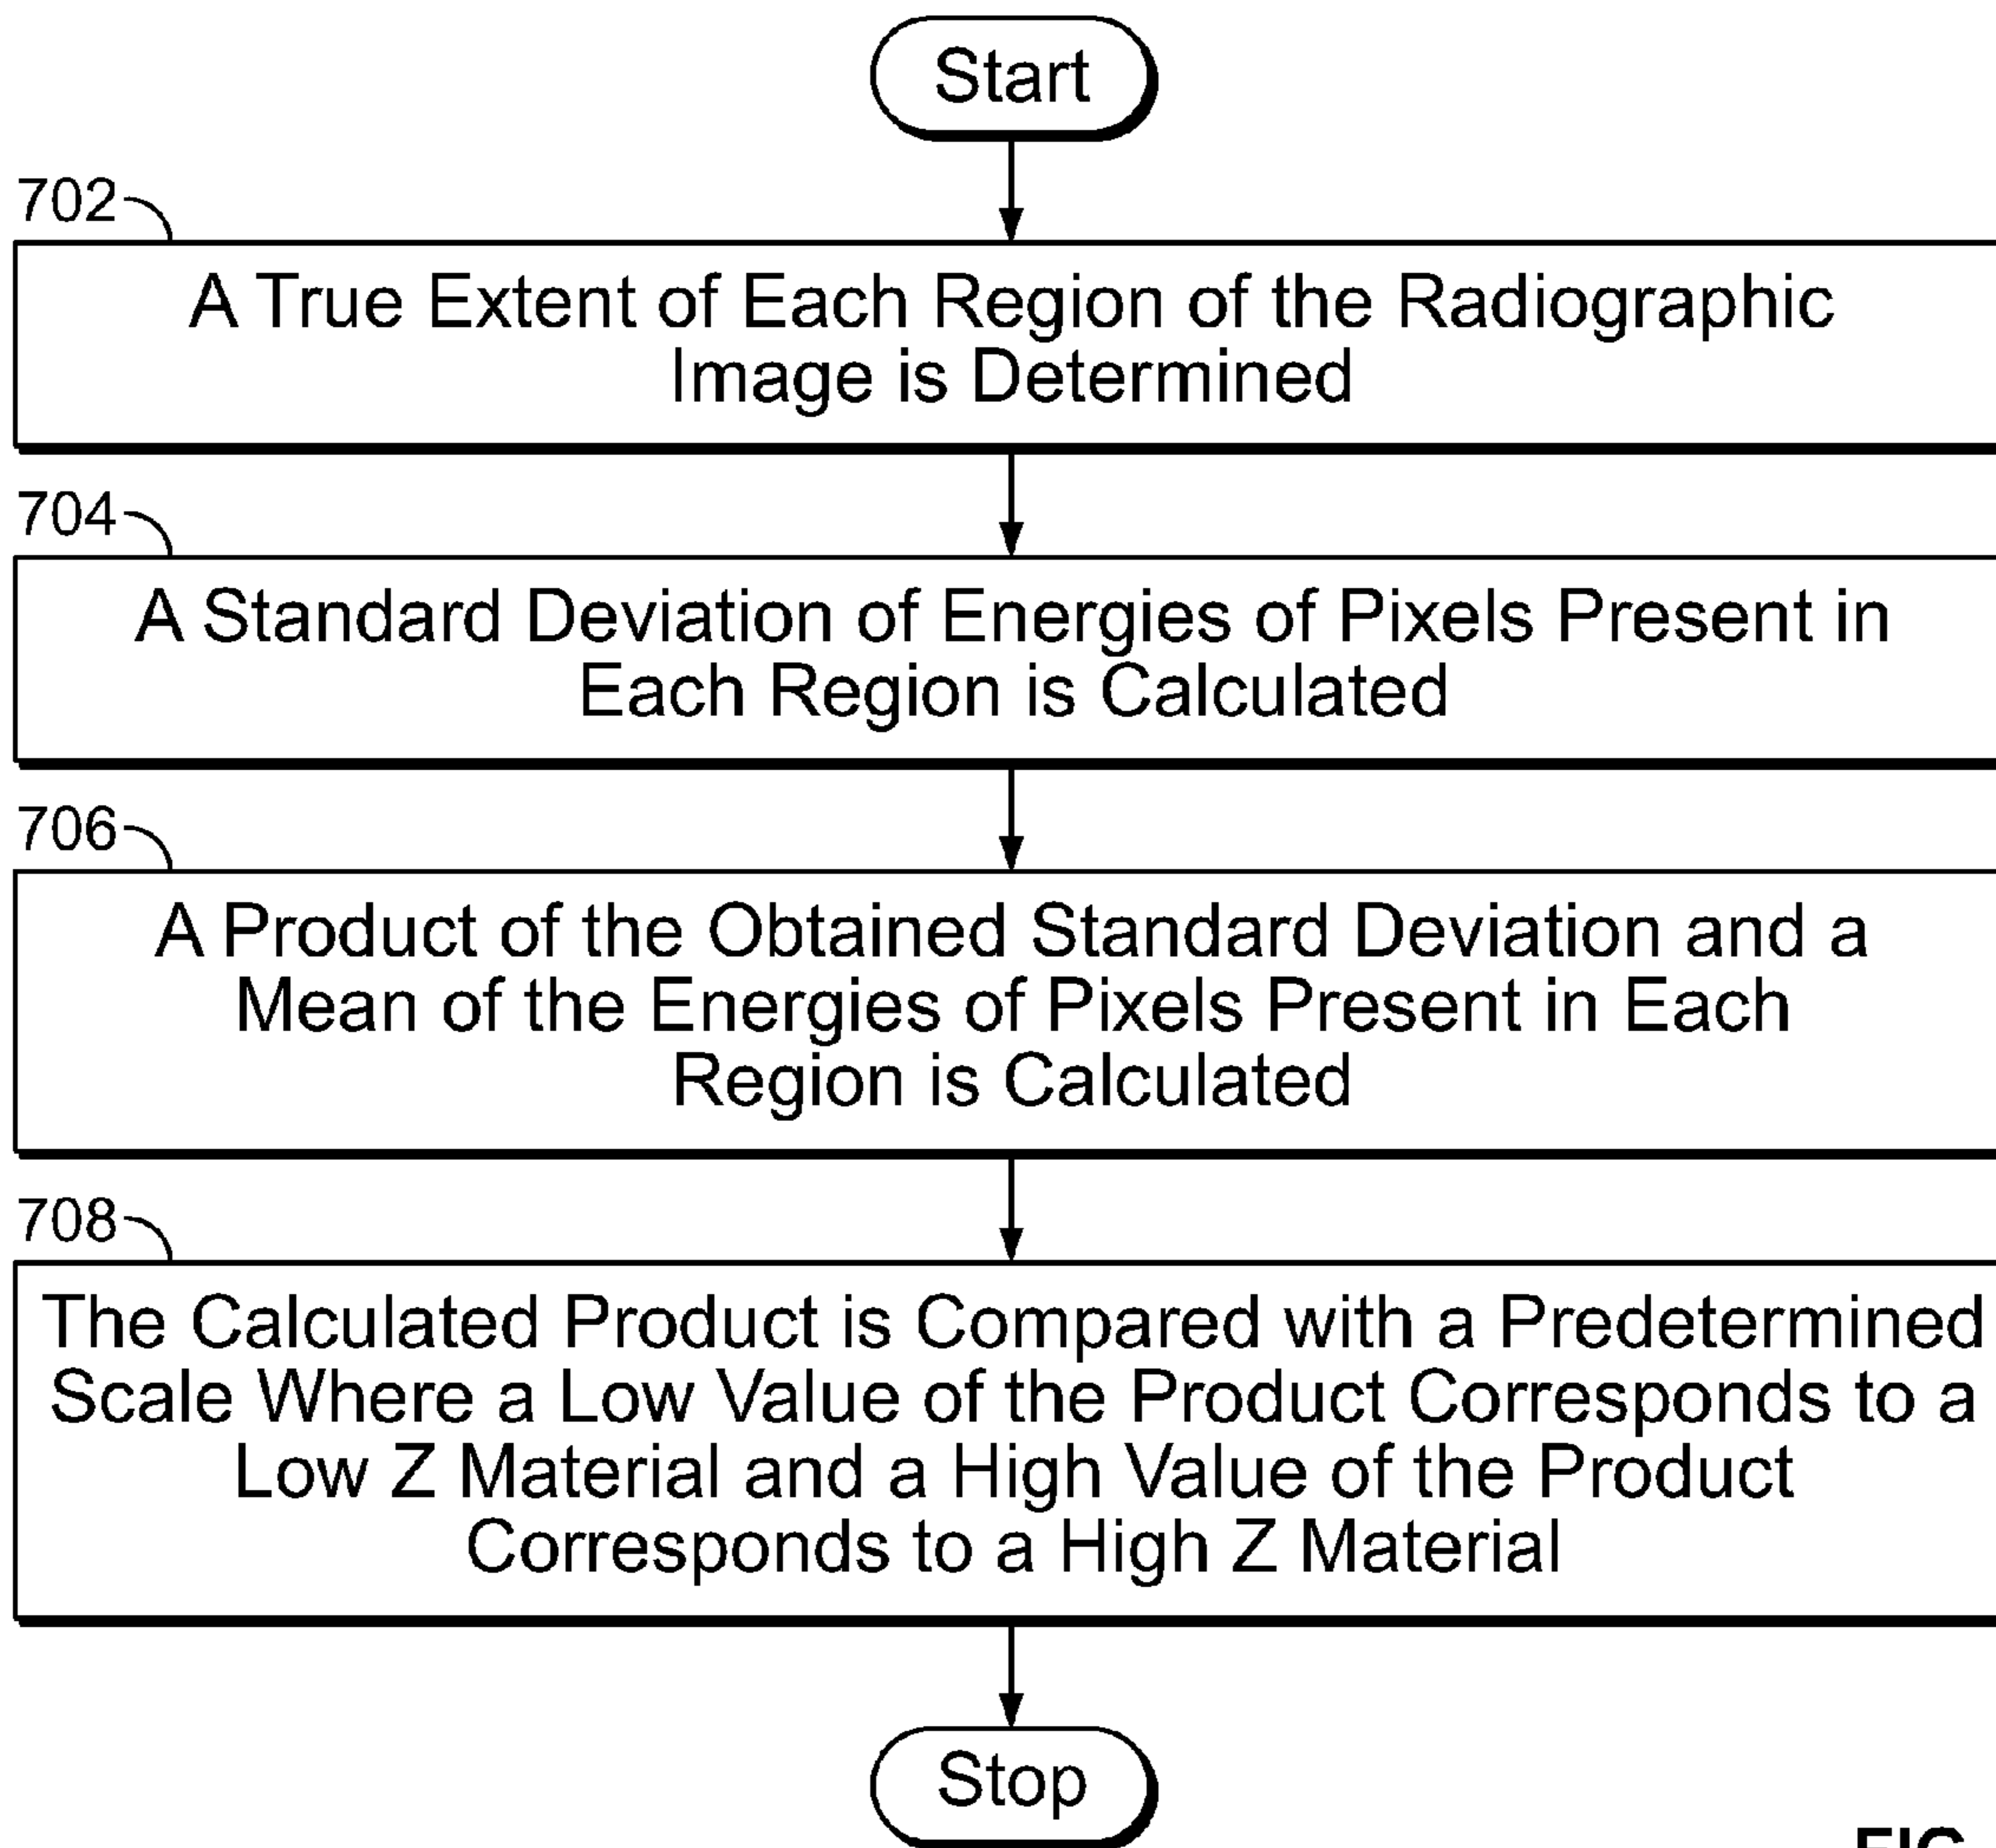 Start
702
A True Extent of Each Region of the Radiographic
Image is Determined
704
A Standard Deviation of Energies of Pixels Present in
Each Region is Calculated
706
A Product of the Obtained Standard Deviation and a
Mean of the Energies of Pixels Present in Each
Region is Calculated
708
The Calculated Product is Compared with a Predetermined
Scale Where a Low Value of the Product Corresponds to a
Low Z Material and a High Value of the Product
Corresponds to a High Z Material
Stop
FIG